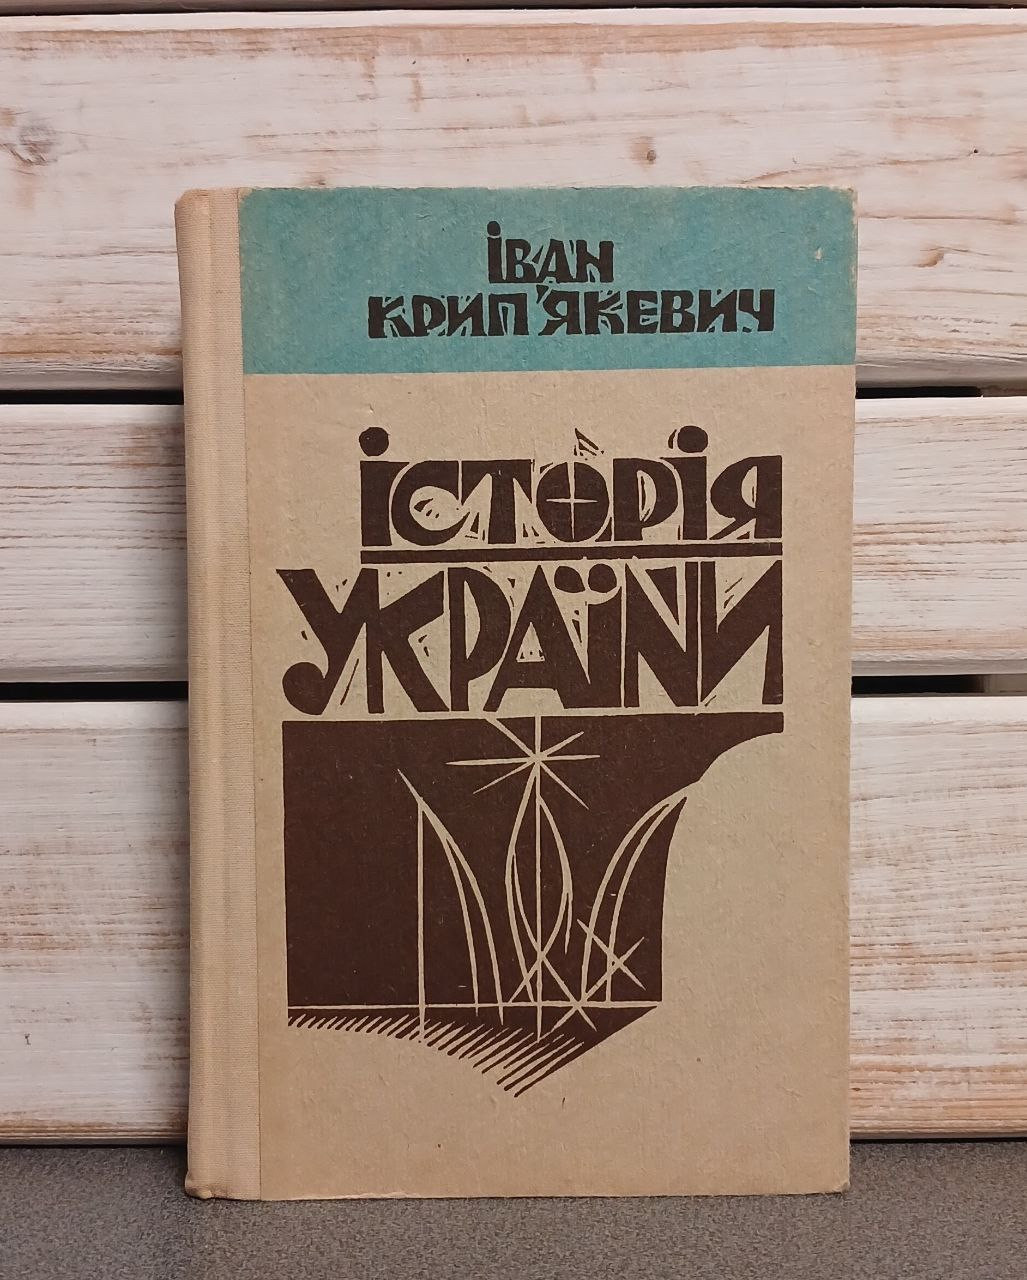 Іван
Крип'якевич
Історія
України